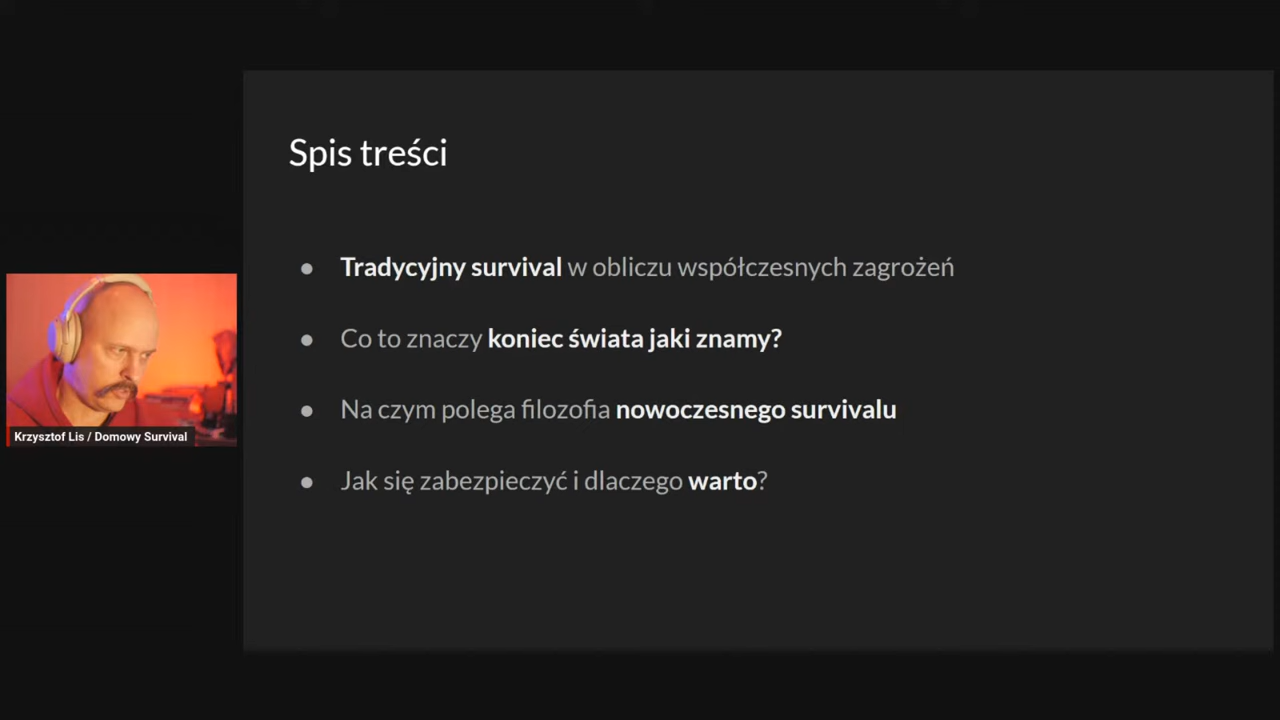 Spis treści
Tradycyjny survival w obliczu współczesnych zagrożeń
Co to znaczy koniec świata jaki znamy?
Na czym polega filozofia nowoczesnego survivalu
Jak się zabezpieczyć i dlaczego warto?
Krzysztof Lis / Domowy Survival